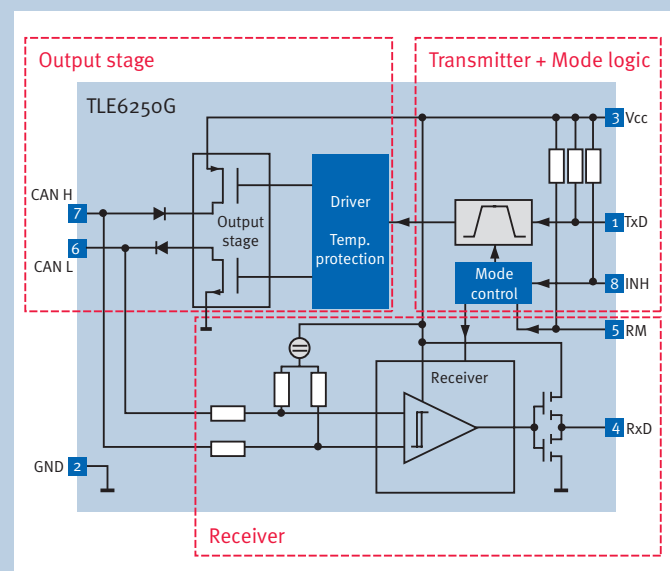 Output stage
Transmitter + Mode logic
TLE6250G
3 Vcc
CAN H
7
Driver
Temp.
protection
Output
stage
1 TxD
6
CAN L
Mode
control
8 INH
5 RM
Receiver
4 RxD
GND 2
Receiver